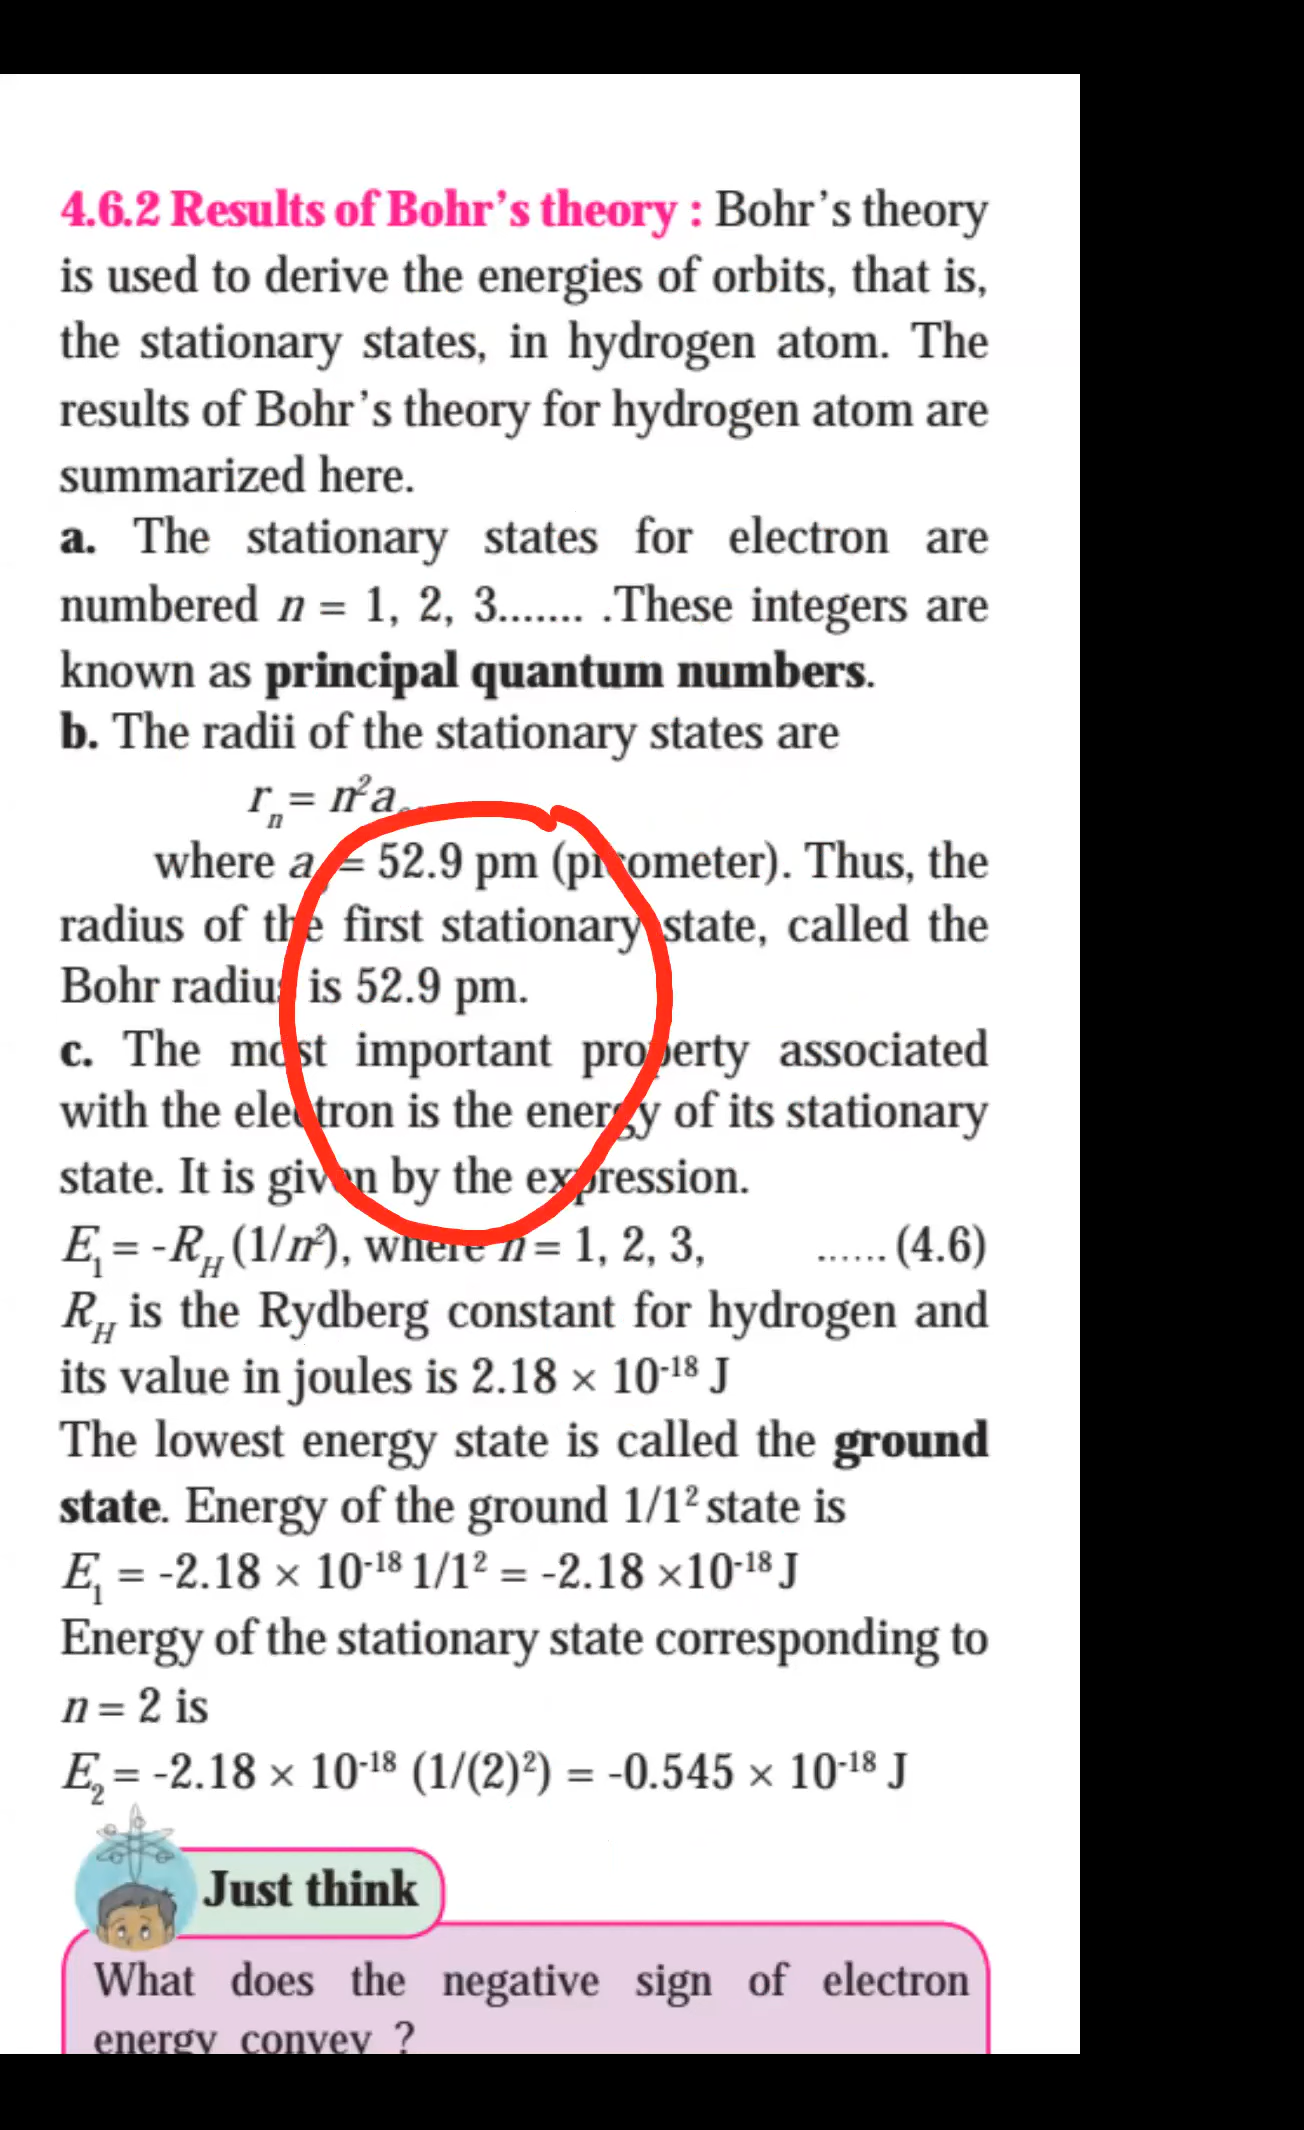 4.6.2 Results of Bohr's theory : Bohr's theory
is used to derive the energies of orbits, that is,
the stationary states, in hydrogen atom. The
results of Bohr's theory for hydrogen atom are
summarized here.
a. The stationary states for electron are
numbered n = 1, 2, 3....... .These integers are
known as principal quantum numbers.
b. The radii of the stationary states are
rₙ = n²a
where a = 52.9 pm (picometer). Thus, the
radius of the first stationary state, called the
Bohr radius is 52.9 pm.
c. The most important property associated
with the electron is the energy of its stationary
state. It is given by the expression.
E₁ = -R_H (1/n²), where n = 1, 2, 3, ......(4.6)
R_H is the Rydberg constant for hydrogen and
its value in joules is 2.18 × 10⁻¹⁸ J
The lowest energy state is called the ground
state. Energy of the ground 1/1² state is
E₁ = -2.18 × 10⁻¹⁸ 1/1² = -2.18 ×10⁻¹⁸ J
Energy of the stationary state corresponding to
n = 2 is
E₂ = -2.18 × 10⁻¹⁸ (1/(2)²) = -0.545 × 10⁻¹⁸ J
Just think
What does the negative sign of electron
energy convey ?